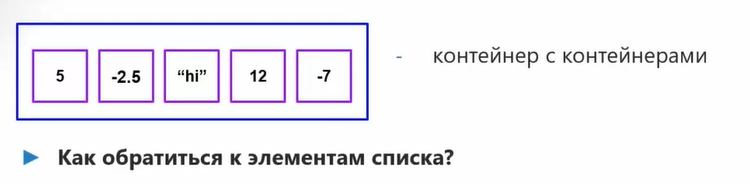 5 -2.5 “hi” 12 -7
- контейнер с контейнерами
Как обратиться к элементам списка?